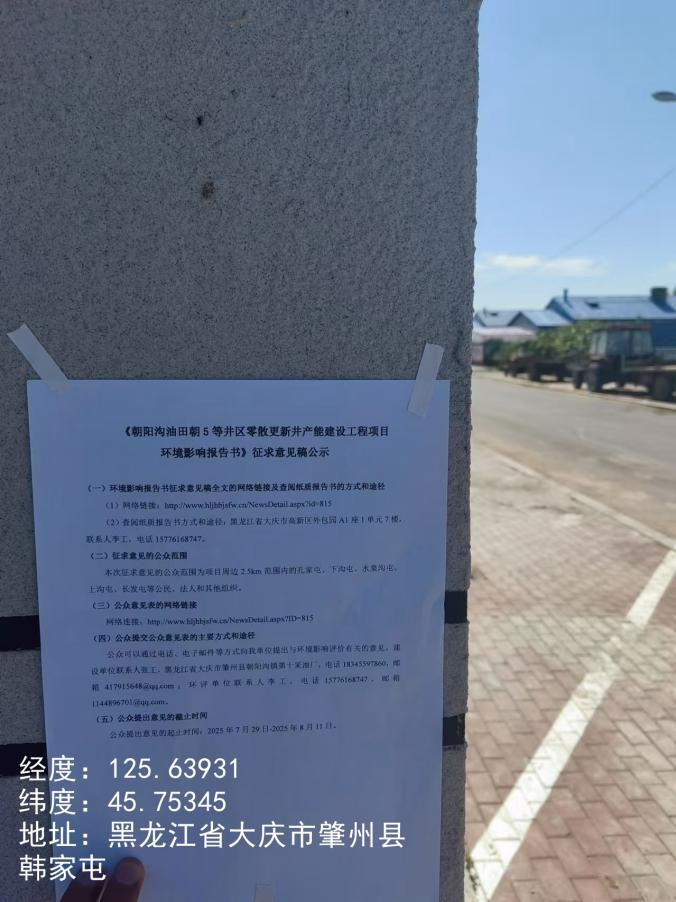 《朝阳沟油田朝5等井区零散更新井产能建设工程项目
环境影响报告书》征求意见稿公示
（一）环境影响报告书征求意见稿全文的网络链接及查阅纸质报告书的方式和途径
（1）网络链接：http://www.hljhbjsfw.cn/NewsDetail.aspx?id=815
（2）查阅纸质报告书方式和途径：黑龙江省大庆市高新区外包园A1座1单元7楼，
联系人李工，电话15776168747。
（二）征求意见的公众范围
本次征求意见的公众范围为项目周边2.5km范围内的孔家屯、下沟屯、水泉沟屯、
上沟屯、长发屯等公民、法人和其他组织。
（三）公众意见表的网络链接
网络连接：http://www.hljhbjsfw.cn/NewsDetail.aspx?ID=815
（四）公众提交公众意见表的主要方式和途径
公众可以通过电话、电子邮件等方式向我单位提出与环境影响评价有关的意见，建
设单位联系人张工，黑龙江省大庆市肇州县朝阳沟镇第十采油厂，电话18345597860，邮
箱 417915648@qq.com；环评单位联系人李工，电话15776168747，邮箱
1144896701@qq.com。
（五）公众提出意见的截止时间
公众提出意见的起止时间：2025年7月29日-2025年8月11日。
经度：125.63931
纬度：45.75345
地址：黑龙江省大庆市肇州县
韩家屯